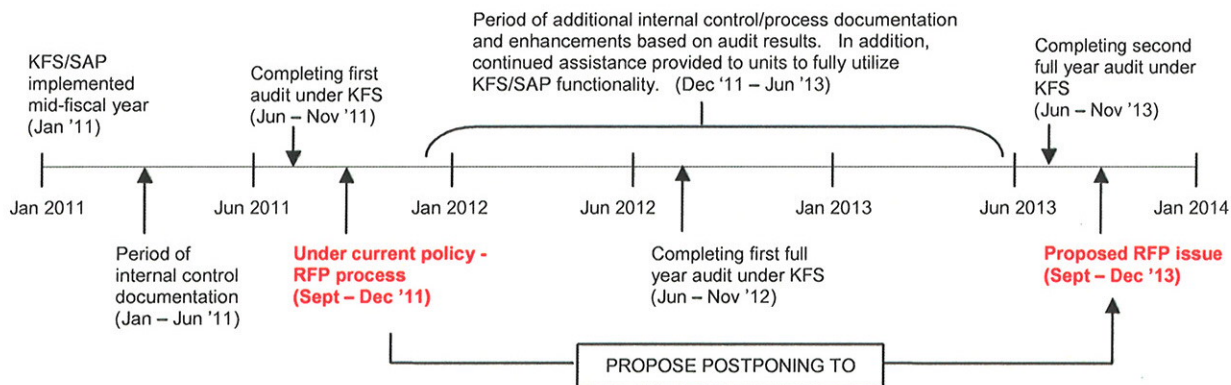 KFS/SAP
implemented
mid-fiscal year
(Jan '11)
Completing first
audit under KFS
(Jun – Nov '11)
Period of additional internal control/process documentation
and enhancements based on audit results. In addition,
continued assistance provided to units to fully utilize
KFS/SAP functionality. (Dec '11 – Jun '13)
Completing second
full year audit under
KFS
(Jun – Nov '13)
Jan 2011
Jun 2011
Jan 2012
Jun 2012
Jan 2013
Jun 2013
Jan 2014
Period of
internal control
documentation
(Jan – Jun '11)
Under current policy -
RFP process
(Sept – Dec '11)
Completing first full
year audit under KFS
(Jun – Nov '12)
Proposed RFP issue
(Sept – Dec '13)
PROPOSE POSTPONING TO